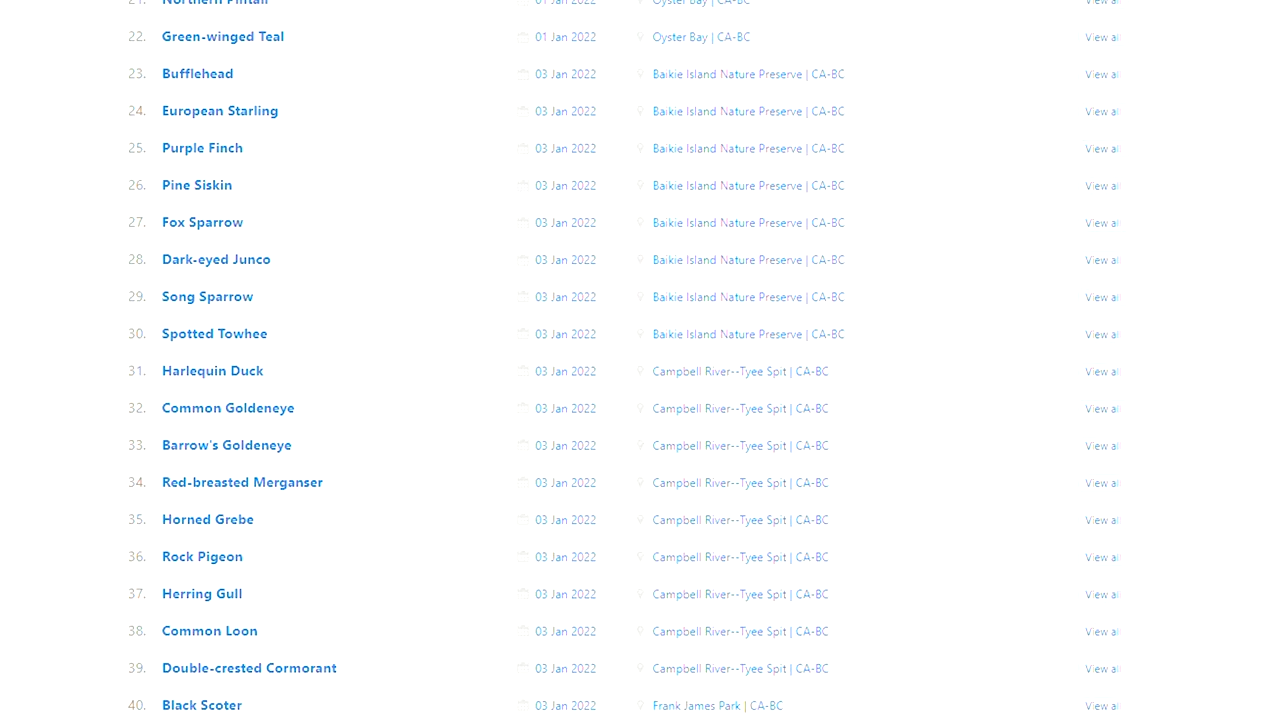 21. Northern Pintail 01 Jan 2022 Oyster Bay | CA-BC View
22. Green-winged Teal 01 Jan 2022 Oyster Bay | CA-BC View all
23. Bufflehead 03 Jan 2022 Baikie Island Nature Preserve | CA-BC View all
24. European Starling 03 Jan 2022 Baikie Island Nature Preserve | CA-BC View all
25. Purple Finch 03 Jan 2022 Baikie Island Nature Preserve | CA-BC View all
26. Pine Siskin 03 Jan 2022 Baikie Island Nature Preserve | CA-BC View all
27. Fox Sparrow 03 Jan 2022 Baikie Island Nature Preserve | CA-BC View all
28. Dark-eyed Junco 03 Jan 2022 Baikie Island Nature Preserve | CA-BC View all
29. Song Sparrow 03 Jan 2022 Baikie Island Nature Preserve | CA-BC View all
30. Spotted Towhee 03 Jan 2022 Baikie Island Nature Preserve | CA-BC View all
31. Harlequin Duck 03 Jan 2022 Campbell River--Tyee Spit | CA-BC View all
32. Common Goldeneye 03 Jan 2022 Campbell River--Tyee Spit | CA-BC View all
33. Barrow's Goldeneye 03 Jan 2022 Campbell River--Tyee Spit | CA-BC View all
34. Red-breasted Merganser 03 Jan 2022 Campbell River--Tyee Spit | CA-BC View all
35. Horned Grebe 03 Jan 2022 Campbell River--Tyee Spit | CA-BC View all
36. Rock Pigeon 03 Jan 2022 Campbell River--Tyee Spit | CA-BC View all
37. Herring Gull 03 Jan 2022 Campbell River--Tyee Spit | CA-BC View all
38. Common Loon 03 Jan 2022 Campbell River--Tyee Spit | CA-BC View all
39. Double-crested Cormorant 03 Jan 2022 Campbell River--Tyee Spit | CA-BC View all
40. Black Scoter 03 Jan 2022 Frank James Park | CA-BC View all